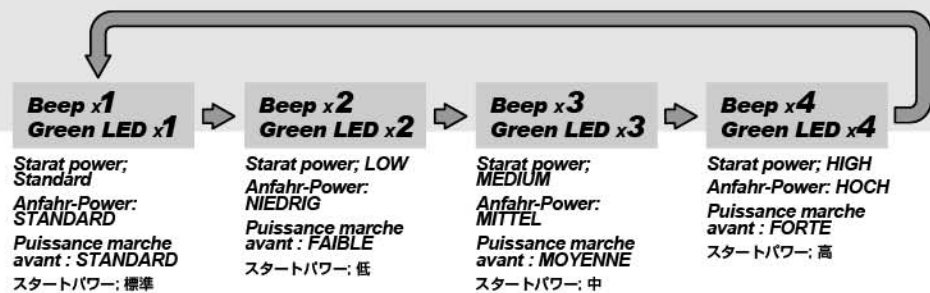 Beep x1
Green LED x1
Starat power;
Standard
Anfahr-Power:
STANDARD
Puissance marche
avant : STANDARD
スタートパワー; 標準
Beep x2
Green LED x2
Starat power; LOW
Anfahr-Power:
NIEDRIG
Puissance marche
avant : FAIBLE
スタートパワー; 低
Beep x3
Green LED x3
Starat power;
MEDIUM
Anfahr-Power:
MITTEL
Puissance marche
avant : MOYENNE
スタートパワー; 中
Beep x4
Green LED x4
Starat power; HIGH
Anfahr-Power: HOCH
Puissance marche
avant : FORTE
スタートパワー; 高